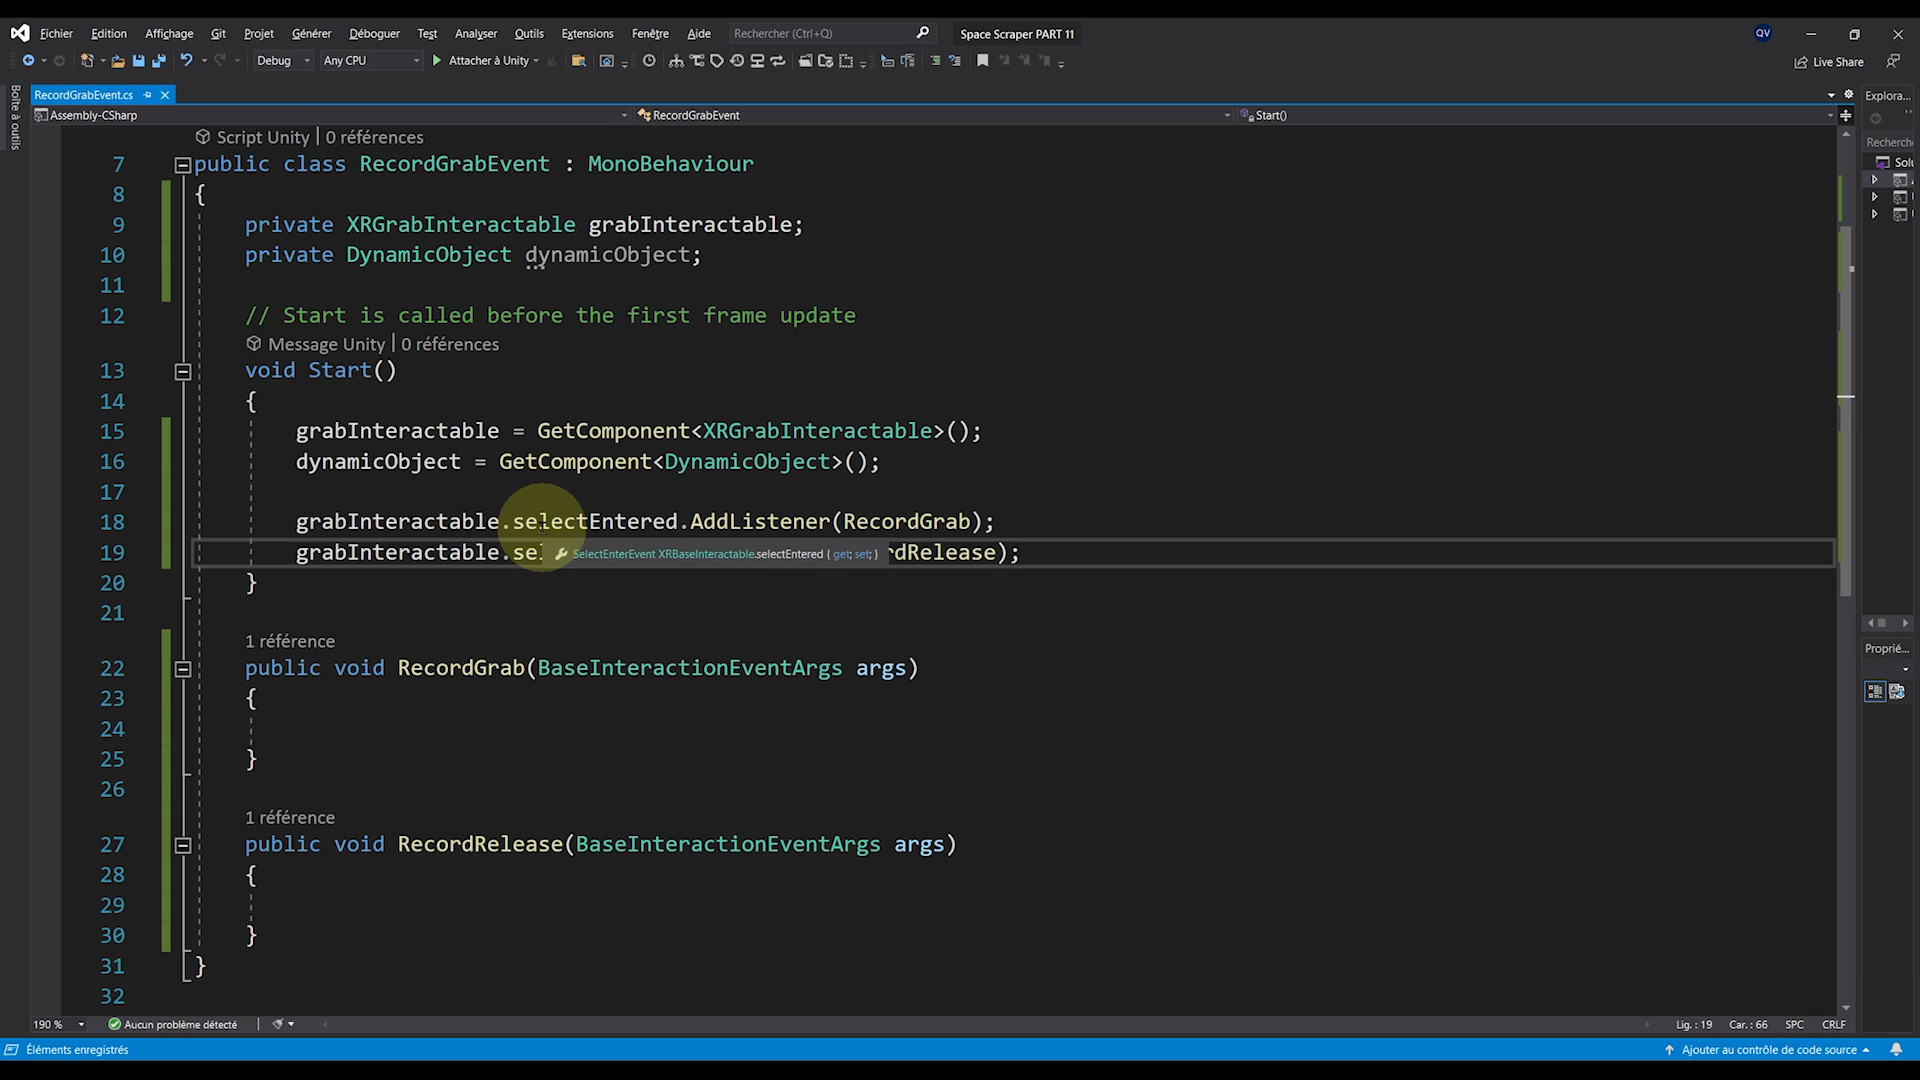 Fichier Edition Affichage Git Projet Générer Déboguer Test Analyser Outils Extensions Fenêtre Aide Rechercher (Ctrl+Q) Space Scraper PART 11 QV
Debug Any CPU Attacher à Unity Live Share
Boîte à outils
RecordGrabEvent.cs Explora...
Assembly-CSharp RecordGrabEvent Start()
Script Unity | 0 références
7 public class RecordGrabEvent : MonoBehaviour
8 {
9 private XRGrabInteractable grabInteractable;
10 private DynamicObject dynamicObject;
11
12 // Start is called before the first frame update
Message Unity | 0 références
13 void Start()
14 {
15 grabInteractable = GetComponent<XRGrabInteractable>();
16 dynamicObject = GetComponent<DynamicObject>();
17
18 grabInteractable.selectEntered.AddListener(RecordGrab);
19 grabInteractable.sel SelectEnterEvent XRBaseInteractable.selectEntered { get; set; } rdRelease);
20 }
21
1 référence
22 public void RecordGrab(BaseInteractionEventArgs args)
23 {
24
25 }
26
1 référence
27 public void RecordRelease(BaseInteractionEventArgs args)
28 {
29
30 }
31 }
32
Recherche
Solu
Proprié...
190 % Aucun problème détecté Lig. : 19 Car. : 66 SPC CRLF
Éléments enregistrés Ajouter au contrôle de code source